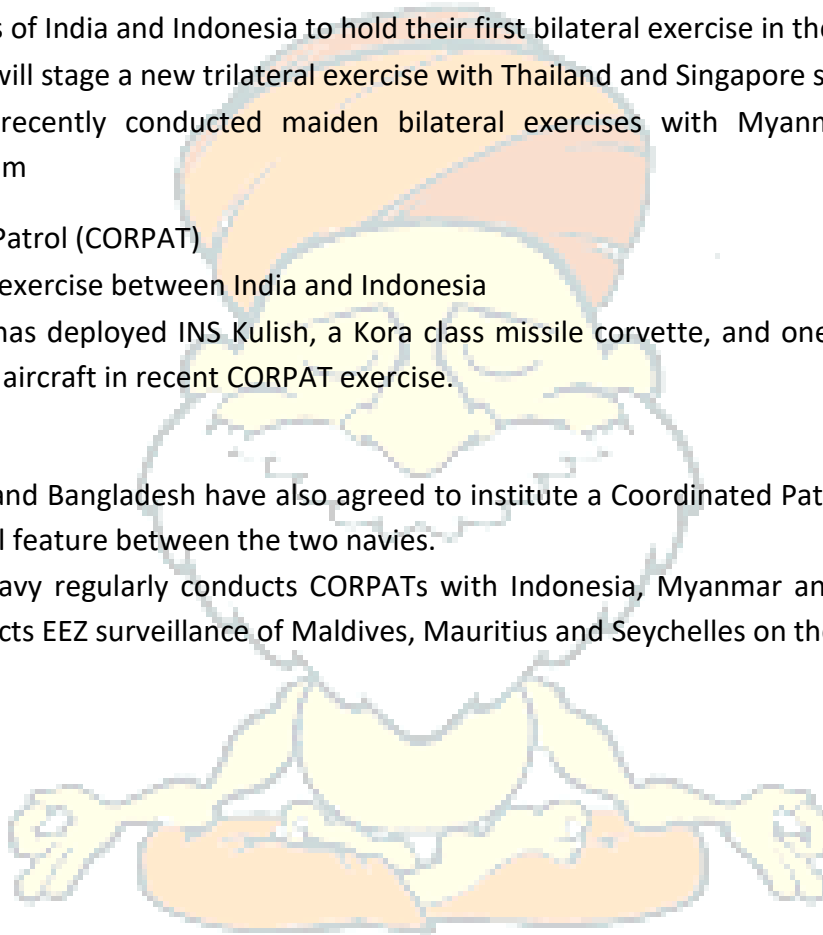 s of India and Indonesia to hold their first bilateral exercise in the
will stage a new trilateral exercise with Thailand and Singapore s
recently conducted maiden bilateral exercises with Myanm
m
Patrol (CORPAT)
exercise between India and Indonesia
has deployed INS Kulish, a Kora class missile corvette, and one
aircraft in recent CORPAT exercise.
and Bangladesh have also agreed to institute a Coordinated Pat
l feature between the two navies.
avy regularly conducts CORPATs with Indonesia, Myanmar an
cts EEZ surveillance of Maldives, Mauritius and Seychelles on the